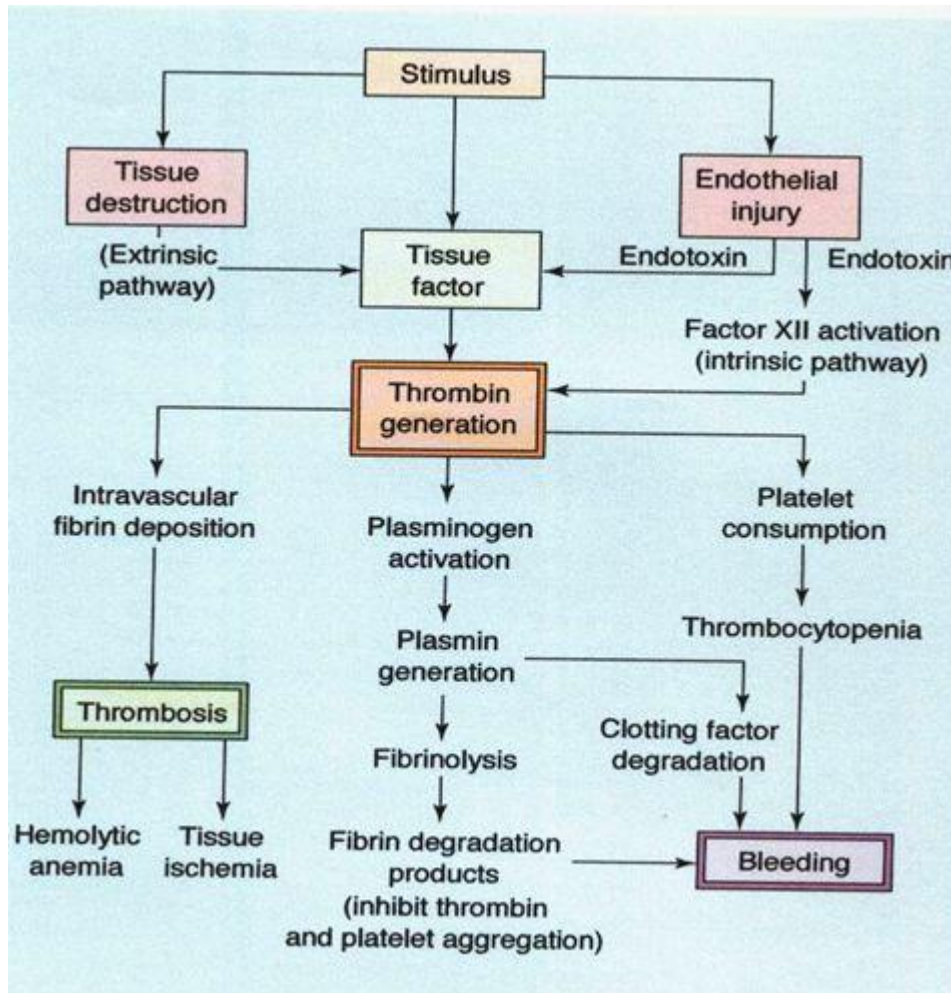 Stimulus
Tissue
destruction
Endothelial
injury
(Extrinsic
pathway)
Tissue
factor
Endotoxin
Endotoxin
Factor XII activation
(intrinsic pathway)
Thrombin
generation
Intravascular
fibrin deposition
Plasminogen
activation
Platelet
consumption
Plasmin
generation
Thrombocytopenia
Thrombosis
Clotting factor
degradation
Fibrinolysis
Hemolytic
anemia
Tissue
ischemia
Fibrin degradation
products
(inhibit thrombin
and platelet aggregation)
Bleeding